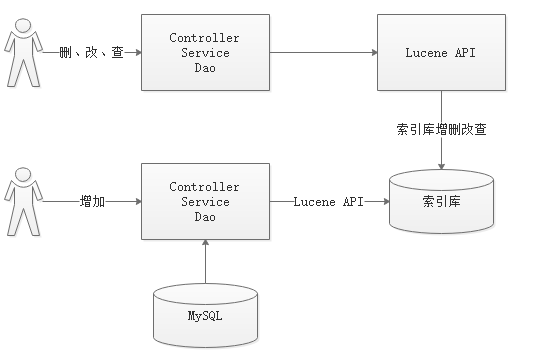 删、改、查
Controller
Service
Dao
Lucene API
索引库增删改查
增加
Controller
Service
Dao
Lucene API
索引库
MySQL